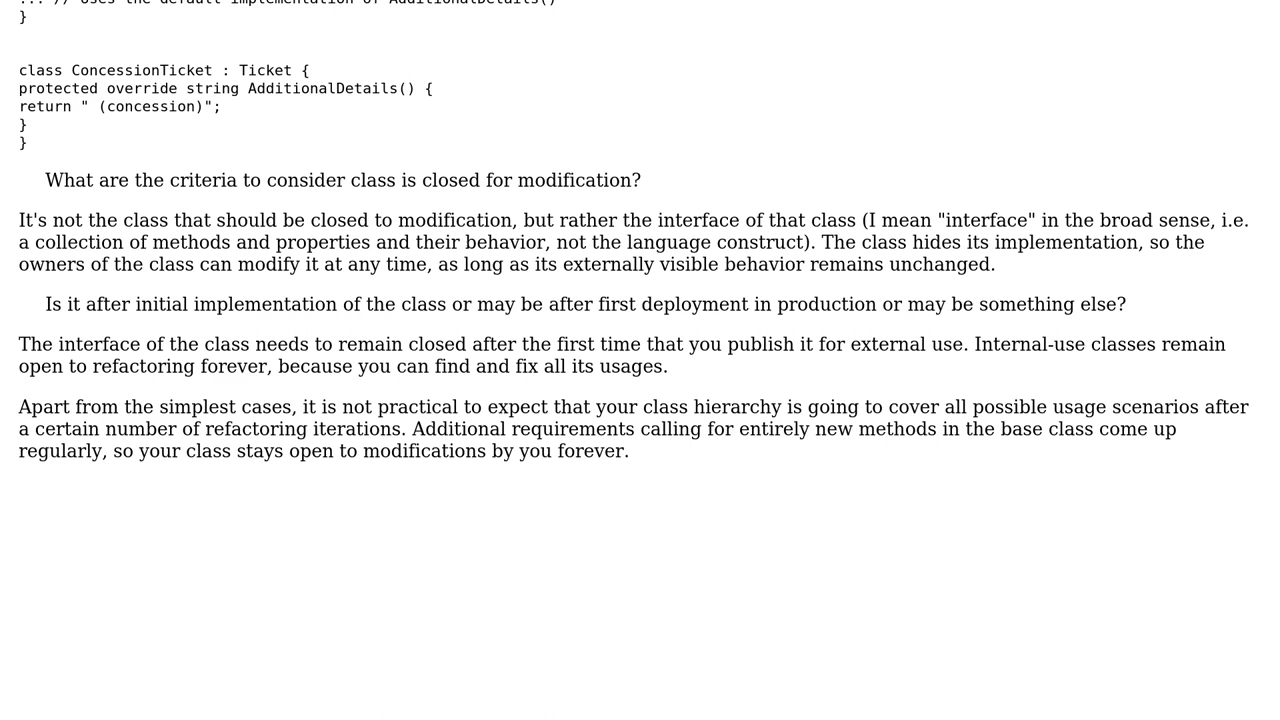 ... // Uses the default implementation of AdditionalDetails()
}
class ConcessionTicket : Ticket {
protected override string AdditionalDetails() {
return " (concession)";
}
}
What are the criteria to consider class is closed for modification?
It's not the class that should be closed to modification, but rather the interface of that class (I mean "interface" in the broad sense, i.e.
a collection of methods and properties and their behavior, not the language construct). The class hides its implementation, so the
owners of the class can modify it at any time, as long as its externally visible behavior remains unchanged.
Is it after initial implementation of the class or may be after first deployment in production or may be something else?
The interface of the class needs to remain closed after the first time that you publish it for external use. Internal-use classes remain
open to refactoring forever, because you can find and fix all its usages.
Apart from the simplest cases, it is not practical to expect that your class hierarchy is going to cover all possible usage scenarios after
a certain number of refactoring iterations. Additional requirements calling for entirely new methods in the base class come up
regularly, so your class stays open to modifications by you forever.